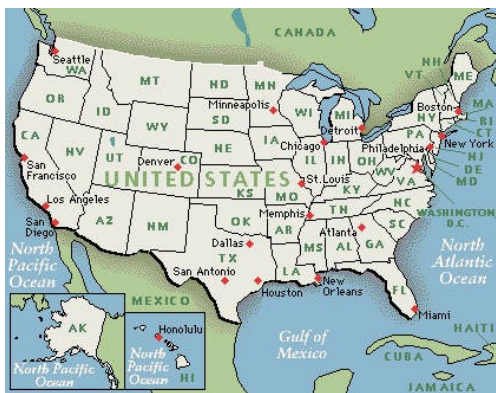 CANADA
Seattle
WA
MT
ND
MN
OR
ID
WY
SD
Minneapolis
WI
MI
Detroit
Chicago
NH
VT
ME
MA
Boston
RI
CT
NY
New York
PA
Philadelphia
NJ
DE
MD
CA
NV
UT
Denver
CO
NE
IA
IL
IN
OH
WV
VA
WASHINGTON
D.C.
UNITED STATES
San
Francisco
KS
MO
St.Louis
KY
Los Angeles
San
Diego
AZ
NM
OK
AR
Memphis
TN
NC
SC
Dallas
TX
MS
AL
GA
Atlanta
San Antonio
Houston
LA
New
Orleans
FL
Miami
North
Pacific
Ocean
North
Atlantic
Ocean
MEXICO
Gulf of
Mexico
CUBA
HAITI
JAMAICA
AK
North Pacific
Ocean
Honolulu
North
Pacific
Ocean
HI